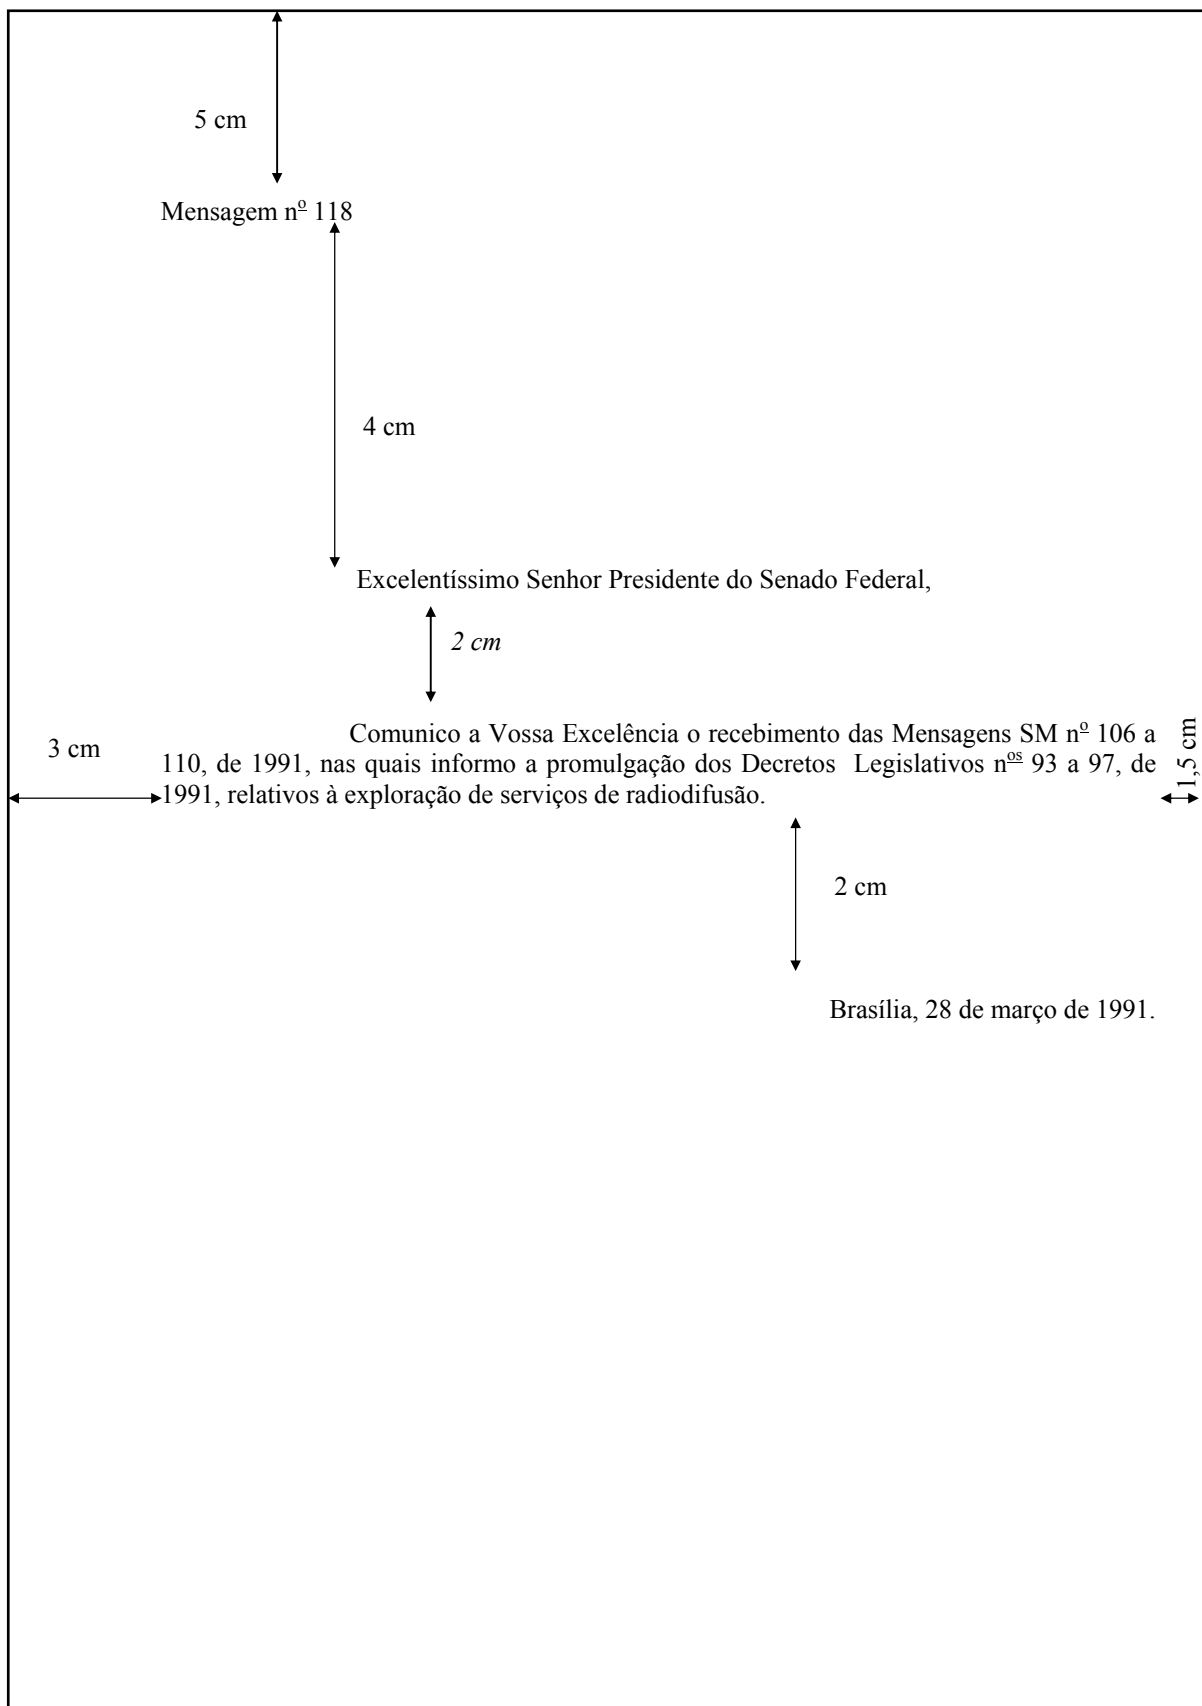 5 cm
Mensagem nº 118
4 cm
Excelentíssimo Senhor Presidente do Senado Federal,
2 cm
Comunico a Vossa Excelência o recebimento das Mensagens SM nº 106 a
110, de 1991, nas quais informo a promulgação dos Decretos Legislativos nºˢ 93 a 97, de
1991, relativos à exploração de serviços de radiodifusão.
3 cm
1,5 cm
2 cm
Brasília, 28 de março de 1991.